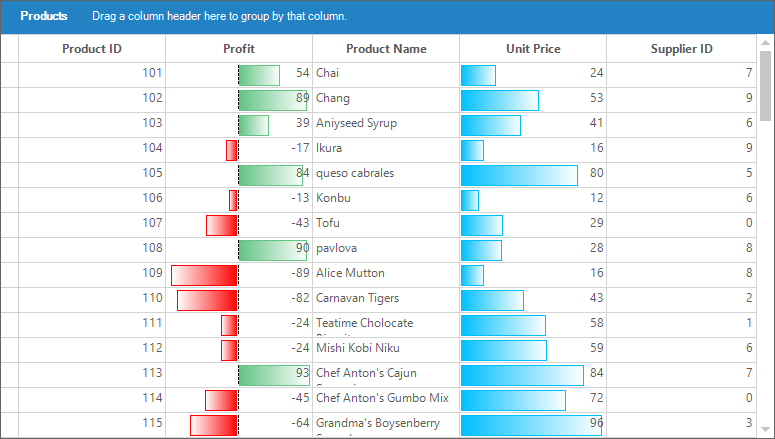 Products Drag a column header here to group by that column.
Product ID Profit Product Name Unit Price Supplier ID
101 54 Chai 24 7
102 89 Chang 53 9
103 39 Aniyseed Syrup 41 6
104 -17 Ikura 16 9
105 84 queso cabrales 80 5
106 -13 Konbu 12 6
107 -43 Tofu 29 0
108 90 pavlova 28 8
109 -89 Alice Mutton 16 8
110 -82 Carnavan Tigers 43 2
111 -24 Teatime Cholocate 58 1
112 -24 Mishi Kobi Niku 59 6
113 93 Chef Anton's Cajun 84 7
114 -45 Chef Anton's Gumbo Mix 72 0
115 -64 Grandma's Boysenberry 96 3